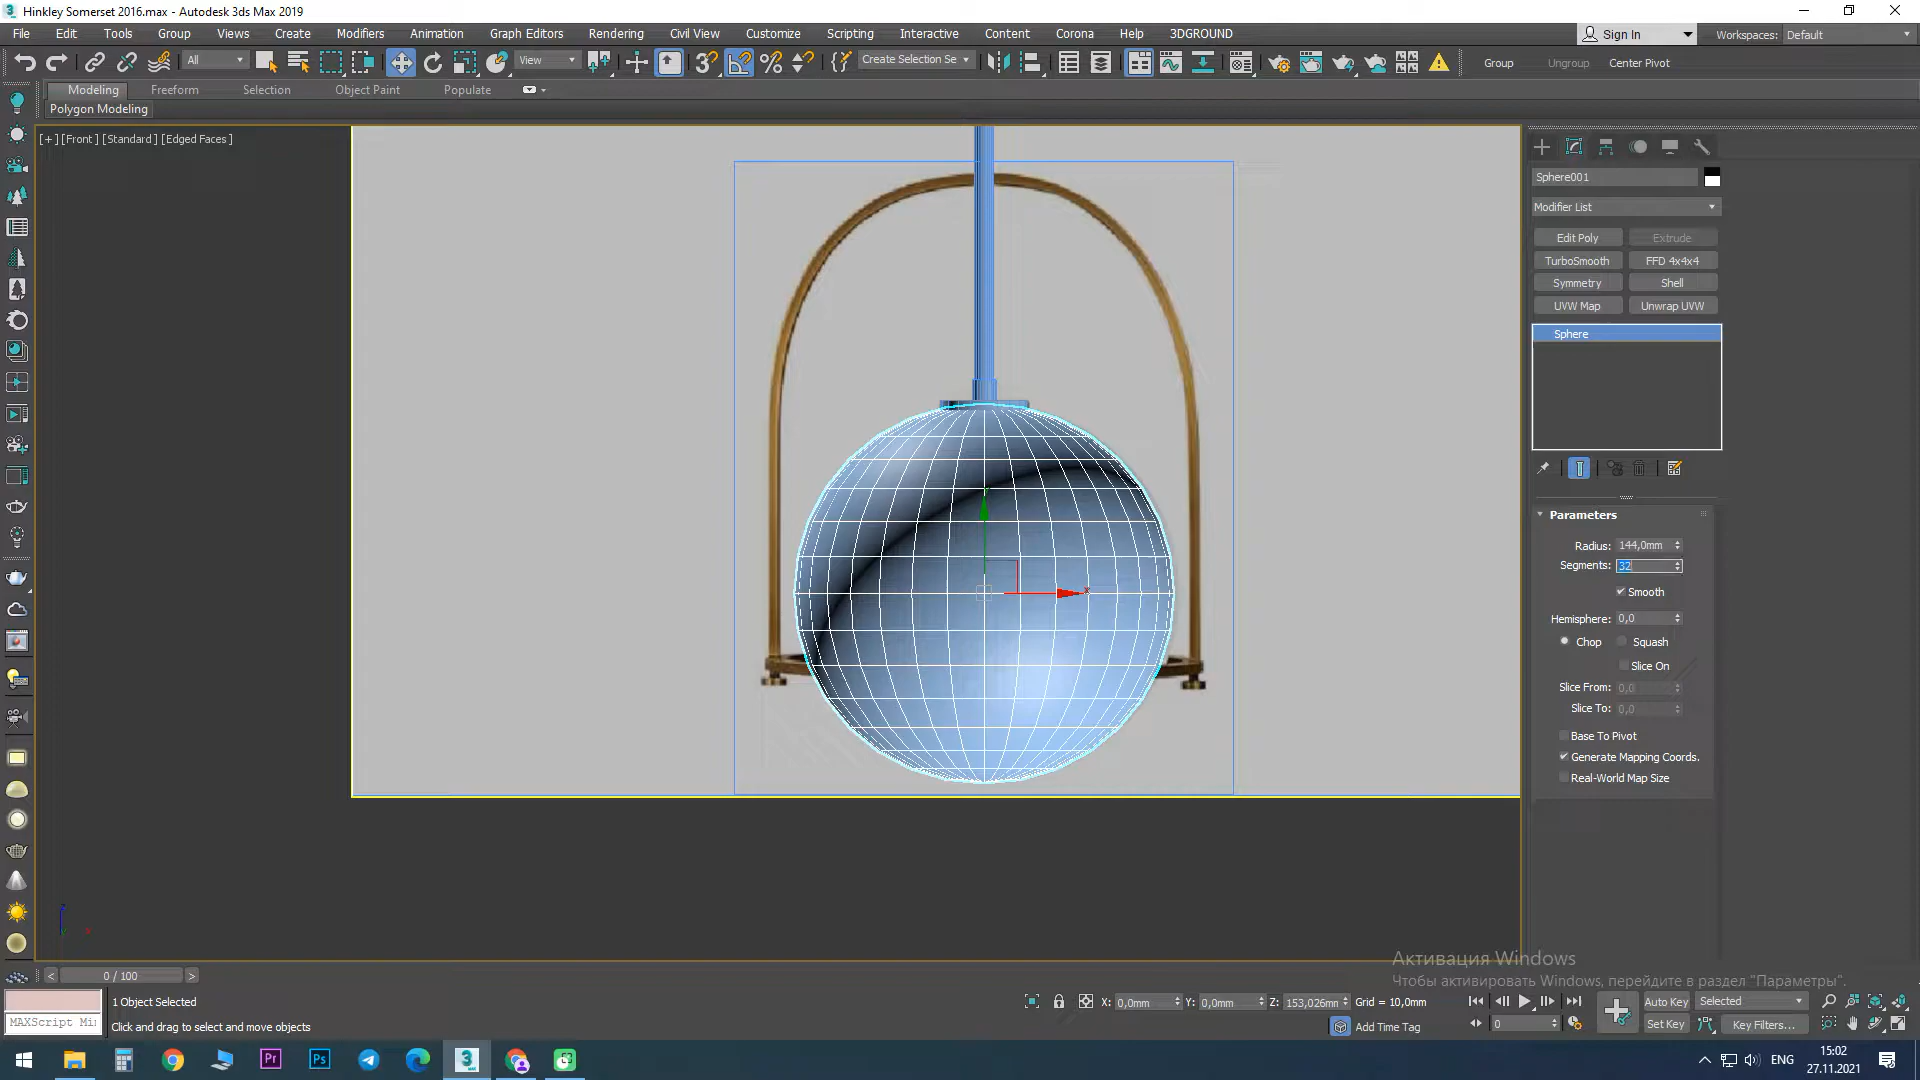 Hinkley Somerset 2016.max - Autodesk 3ds Max 2019
File Edit Tools Group Views Create Modifiers Animation Graph Editors Rendering Civil View Customize Scripting Interactive Content Corona Help 3DGROUND Sign In Workspaces: Default
All View Create Selection Se Group Ungroup Center Pivot
Modeling Freeform Selection Object Paint Populate
Polygon Modeling
[+] [Front] [Standard] [Edged Faces]
Sphere001
Modifier List
Edit Poly Extrude
TurboSmooth FFD 4x4x4
Symmetry Shell
UVW Map Unwrap UVW
Sphere
Parameters
Radius: 144,0mm
Segments: 32
Smooth
Hemisphere: 0,0
Chop Squash
Slice On
Slice From: 0,0
Slice To: 0,0
Base To Pivot
Generate Mapping Coords.
Real-World Map Size
x
z
x
Активация Windows
Чтобы активировать Windows, перейдите в раздел "Параметры".
< 0 / 100 >
1 Object Selected X: 0,0mm Y: 0,0mm Z: 153,026mm Grid = 10,0mm Auto Key Selected
MAXScript Mi Click and drag to select and move objects Add Time Tag 0 Set Key Key Filters...
Pr Ps 3 ENG 15:02
27.11.2021